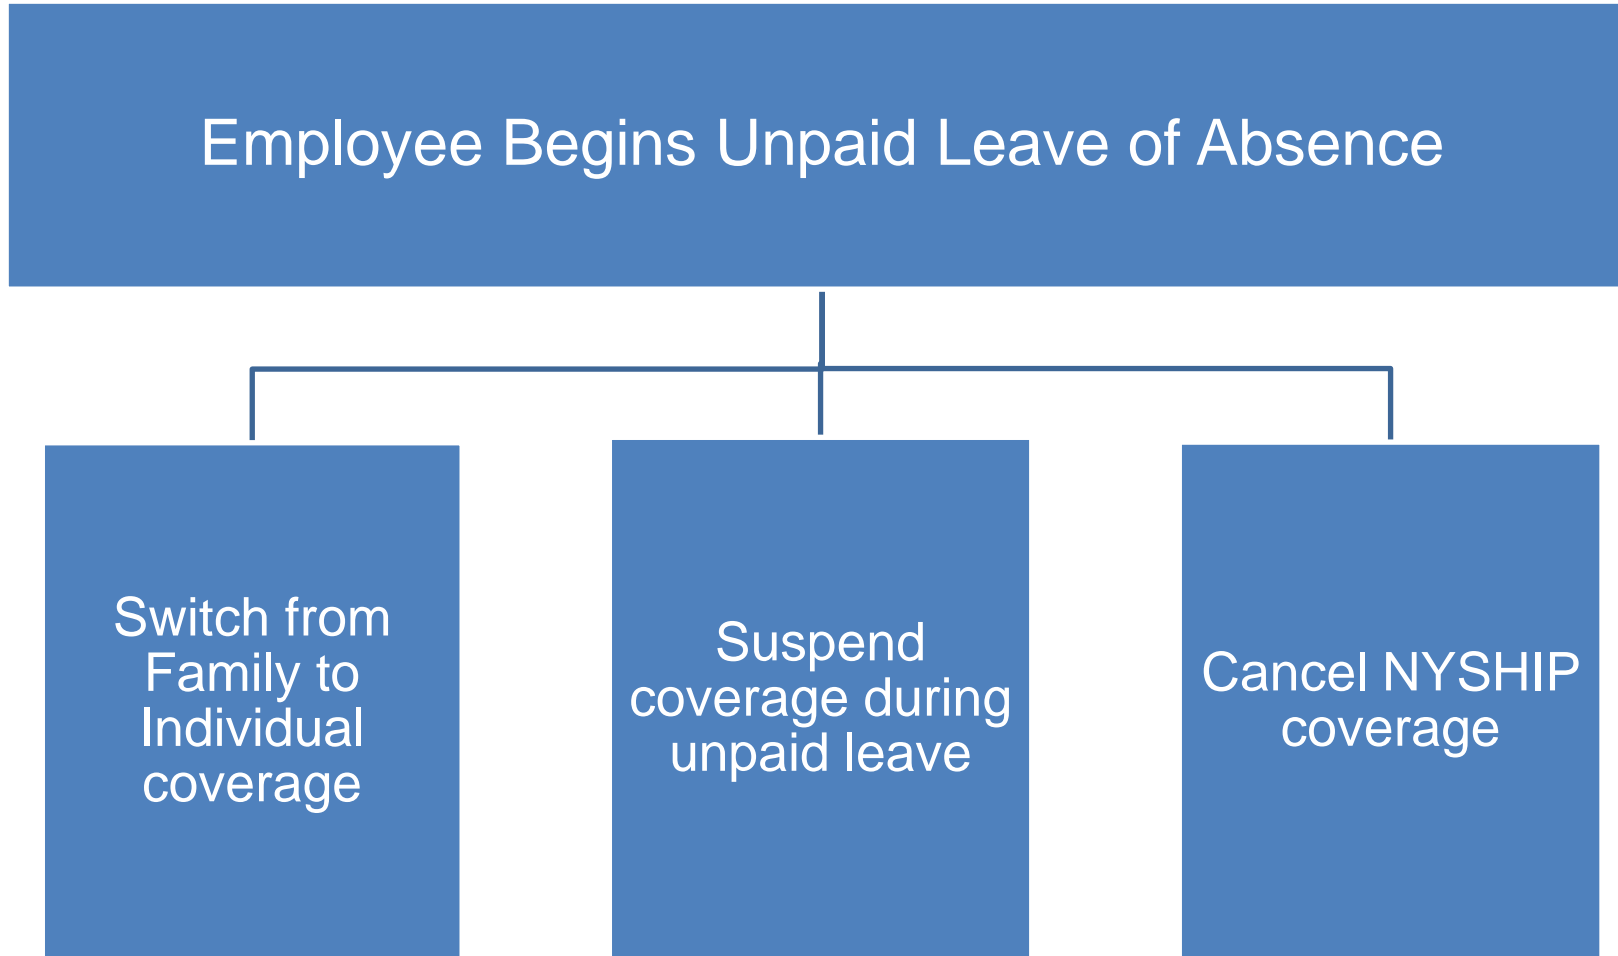 Employee Begins Unpaid Leave of Absence
Switch from
Family to
Individual
coverage
Suspend
coverage during
unpaid leave
Cancel NYSHIP
coverage